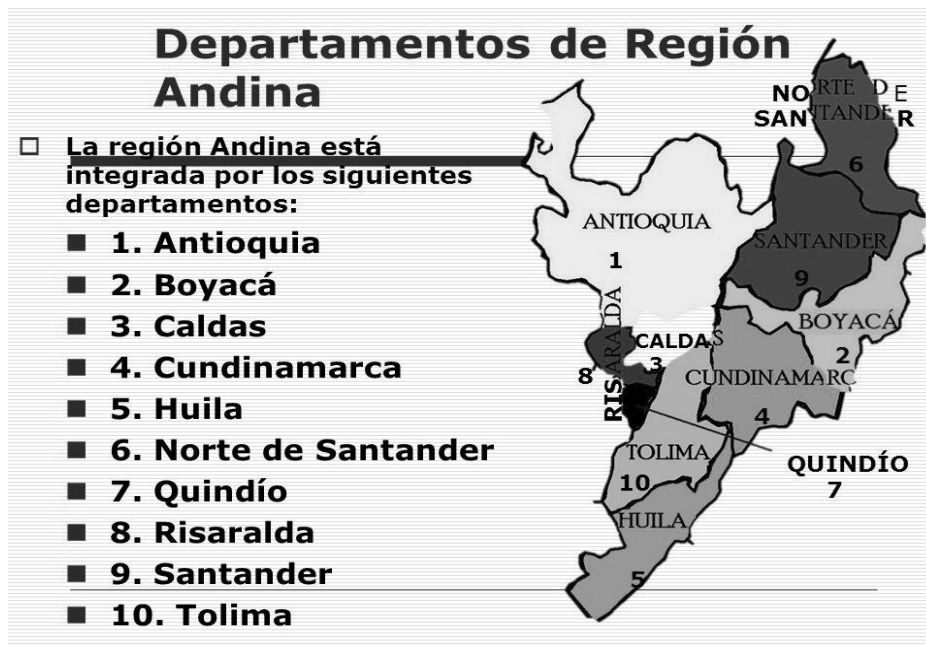 Departamentos de Región
Andina
La región Andina está
integrada por los siguientes
departamentos:
1. Antioquia
2. Boyacá
3. Caldas
4. Cundinamarca
5. Huila
6. Norte de Santander
7. Quindío
8. Risaralda
9. Santander
10. Tolima
NORTE DE
SANTANDER
6
ANTIOQUIA
1
SANTANDER
9
BOYACÁ
2
RISARALDA
8
CALDAS
3
CUNDINAMARC
4
TOLIMA
10
QUINDÍO
7
HUILA
5